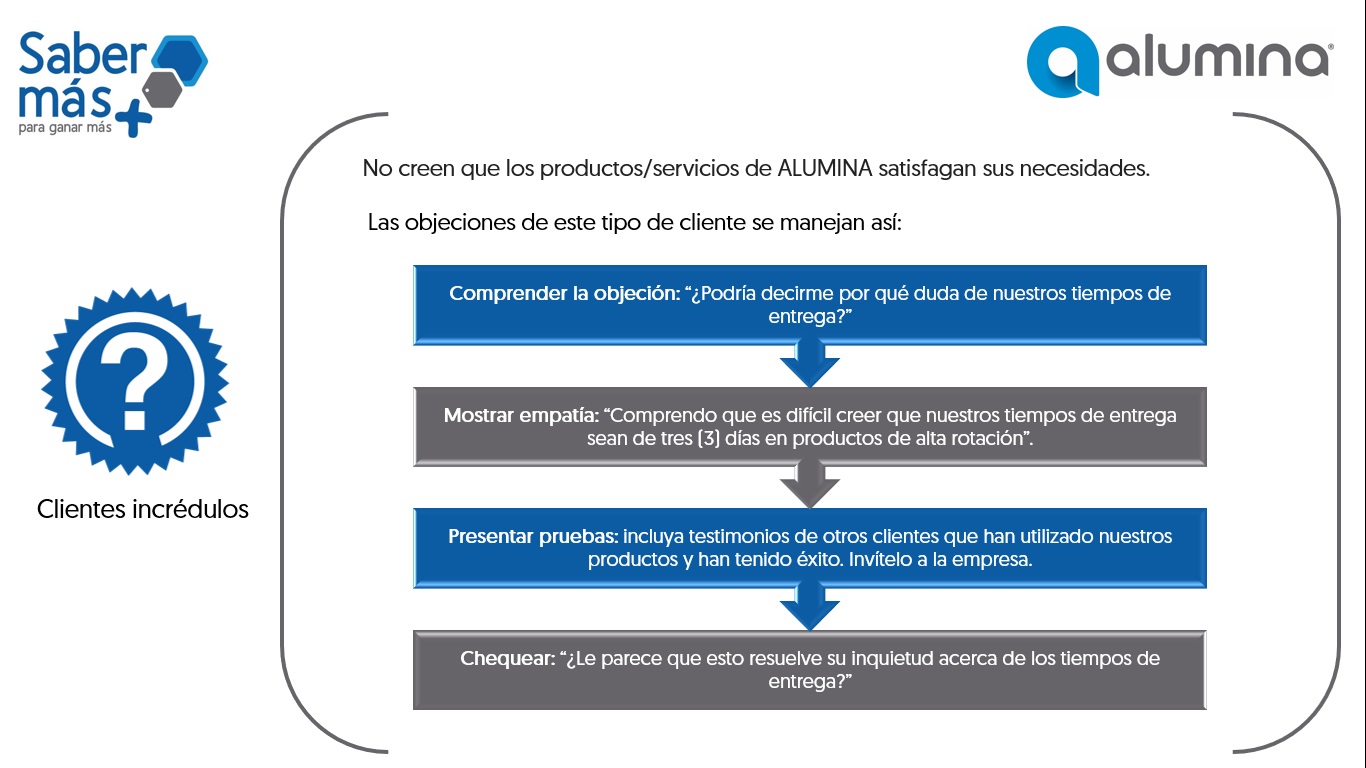 Saber
más
para ganar más
alumina®
No creen que los productos/servicios de ALUMINA satisfagan sus necesidades.
Las objeciones de este tipo de cliente se manejan así:
Comprender la objeción: “¿Podría decirme por qué duda de nuestros tiempos de
entrega?”
Mostrar empatía: “Comprendo que es difícil creer que nuestros tiempos de entrega
sean de tres (3) días en productos de alta rotación”.
Presentar pruebas: incluya testimonios de otros clientes que han utilizado nuestros
productos y han tenido éxito. Invítelo a la empresa.
Chequear: “¿Le parece que esto resuelve su inquietud acerca de los tiempos de
entrega?”
?
Clientes incrédulos